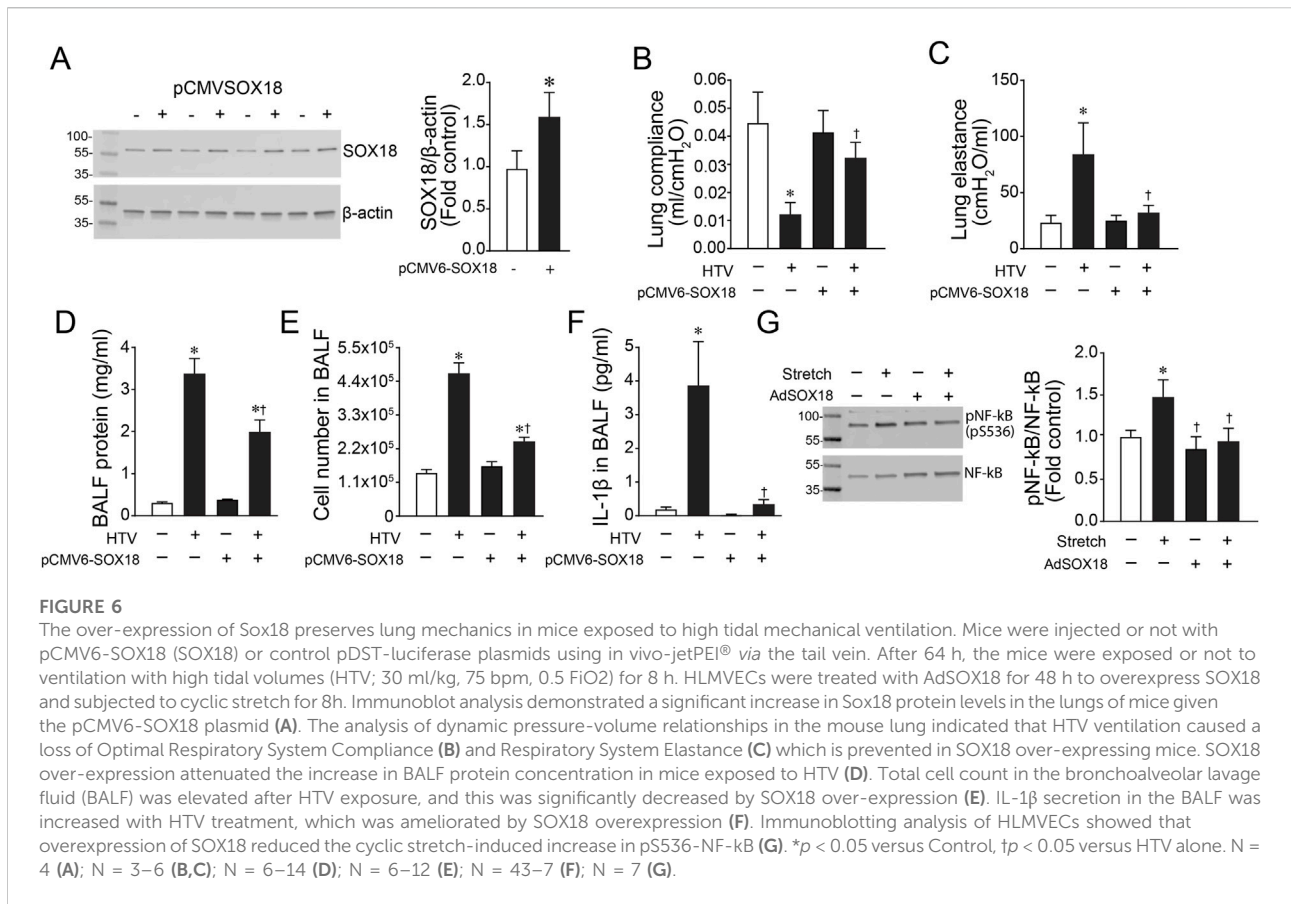 A
pCMVSOX18
- + - + - + - +
100-
55-
35-
SOX18
55-
35-
β-actin
SOX18/β-actin
(Fold control)
2.0
1.5
1.0
0.5
0.0
*
pCMV6-SOX18 - +
B
Lung compliance
(ml/cmH2O)
0.06
0.05
0.04
0.03
0.02
0.01
0.00
*
†
HTV – + – +
pCMV6-SOX18 – – + +
C
Lung elastance
(cmH2O/ml)
150
100
50
0
*
†
HTV – + – +
pCMV6-SOX18 – – + +
D
BALF protein (mg/ml)
4
3
2
1
0
*
*†
HTV – + – +
pCMV6-SOX18 – – + +
E
Cell number in BALF
5.5x10⁵
4.4x10⁵
3.3x10⁵
2.2x10⁵
1.1x10⁵
0
*
*†
HTV – + – +
pCMV6-SOX18 – – + +
F
IL-1β in BALF (pg/ml)
6
5
4
3
2
1
0
*
†
HTV – + – +
pCMV6-SOX18 – – + +
G
Stretch – + – +
AdSOX18 – – + +
100-
55-
pNF-kB
(pS536)
55-
35-
NF-kB
pNF-kB/NF-kB
(Fold control)
2.0
1.5
1.0
0.5
0.0
*
†
†
Stretch – + – +
AdSOX18 – – + +
FIGURE 6
The over-expression of Sox18 preserves lung mechanics in mice exposed to high tidal mechanical ventilation. Mice were injected or not with
pCMV6-SOX18 (SOX18) or control pDST-luciferase plasmids using in vivo-jetPEI® via the tail vein. After 64 h, the mice were exposed or not to
ventilation with high tidal volumes (HTV; 30 ml/kg, 75 bpm, 0.5 FiO2) for 8 h. HLMVECs were treated with AdSOX18 for 48 h to overexpress SOX18
and subjected to cyclic stretch for 8h. Immunoblot analysis demonstrated a significant increase in Sox18 protein levels in the lungs of mice given
the pCMV6-SOX18 plasmid (A). The analysis of dynamic pressure-volume relationships in the mouse lung indicated that HTV ventilation caused a
loss of Optimal Respiratory System Compliance (B) and Respiratory System Elastance (C) which is prevented in SOX18 over-expressing mice. SOX18
over-expression attenuated the increase in BALF protein concentration in mice exposed to HTV (D). Total cell count in the bronchoalveolar lavage
fluid (BALF) was elevated after HTV exposure, and this was significantly decreased by SOX18 over-expression (E). IL-1β secretion in the BALF was
increased with HTV treatment, which was ameliorated by SOX18 overexpression (F). Immunoblotting analysis of HLMVECs showed that
overexpression of SOX18 reduced the cyclic stretch-induced increase in pS536-NF-kB (G). *p < 0.05 versus Control, †p < 0.05 versus HTV alone. N =
4 (A); N = 3–6 (B,C); N = 6–14 (D); N = 6–12 (E); N = 43–7 (F); N = 7 (G).